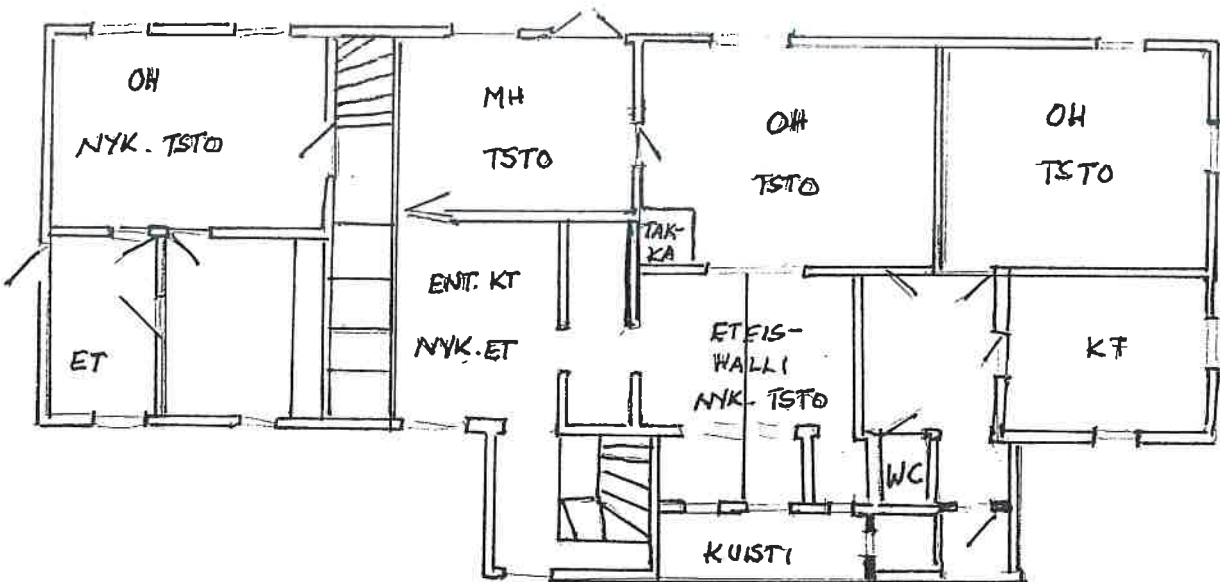 OH
NYK. TSTO
MH
TSTO
OH
TSTO
OH
TSTO
TAK-
KA
ENT. KT
NYK. ET
ET
ETEIS-
HALLI
NYK. TSTO
KT
WC
KUISTI